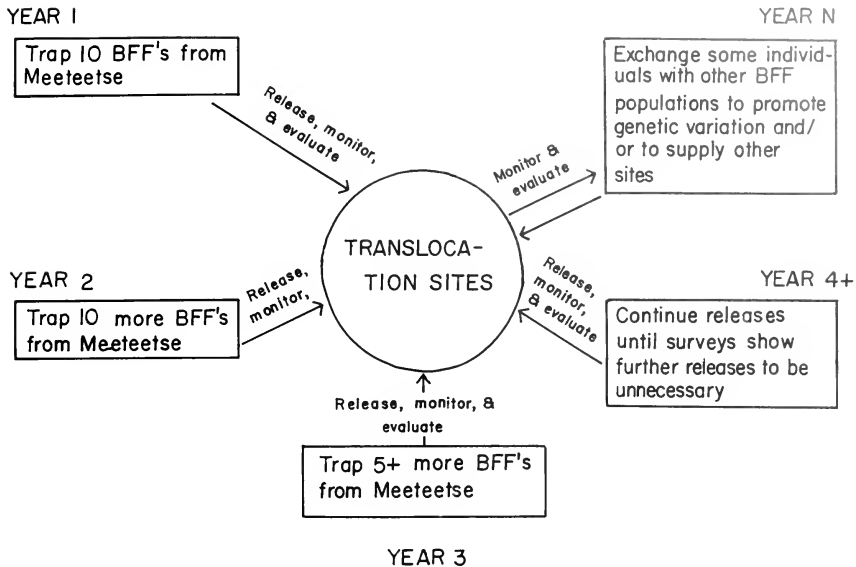 YEAR 1
Trap 10 BFF's from
Meeteetse
Release, monitor,
& evaluate
YEAR 2
Trap 10 more BFF's
from Meeteetse
Release,
monitor,
YEAR 3
Trap 5+ more BFF's
from Meeteetse
Release, monitor, &
evaluate
YEAR 4+
Continue releases
until surveys show
further releases to be
unnecessary
Release,
monitor,
& evaluate
YEAR N
Exchange some individ-
uals with other BFF
populations to promote
genetic variation and/
or to supply other
sites
Monitor &
evaluate
TRANSLOCA-
TION SITES